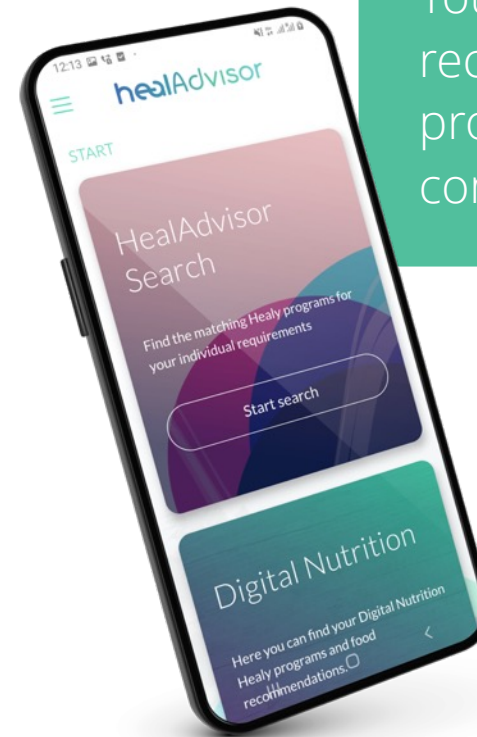 12:13
healAdvisor
START
HealAdvisor
Search
Find the matching Healy programs for
your individual requirements
Start search
Digital Nutrition
Here you can find your Digital Nutrition
Healy programs and food
recommendations.